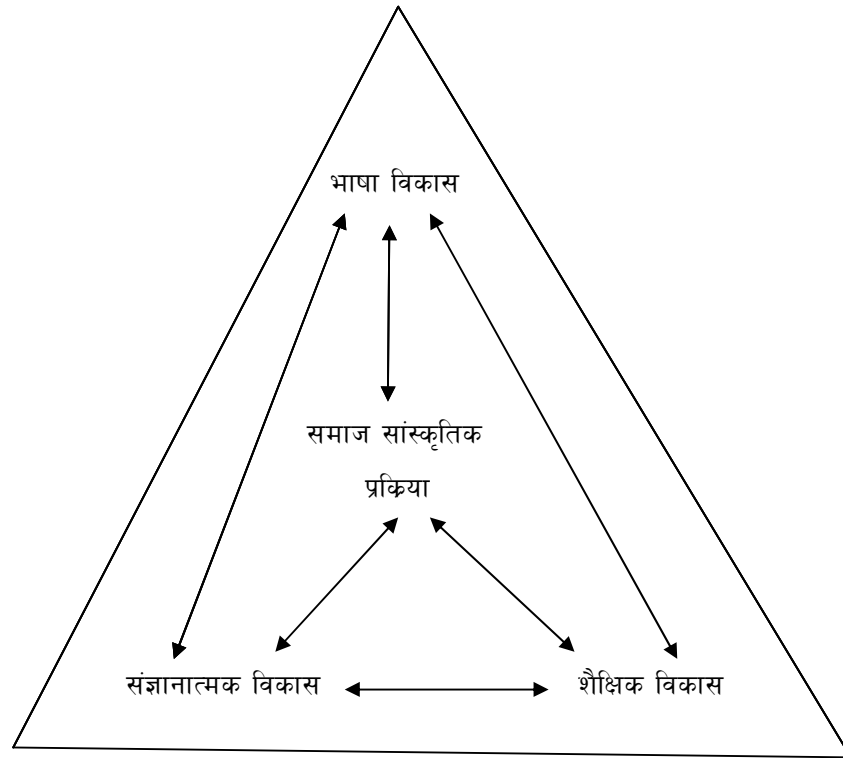 भाषा विकास
समाज सांस्कृतिक
प्रक्रिया
संज्ञानात्मक विकास
शैक्षिक विकास